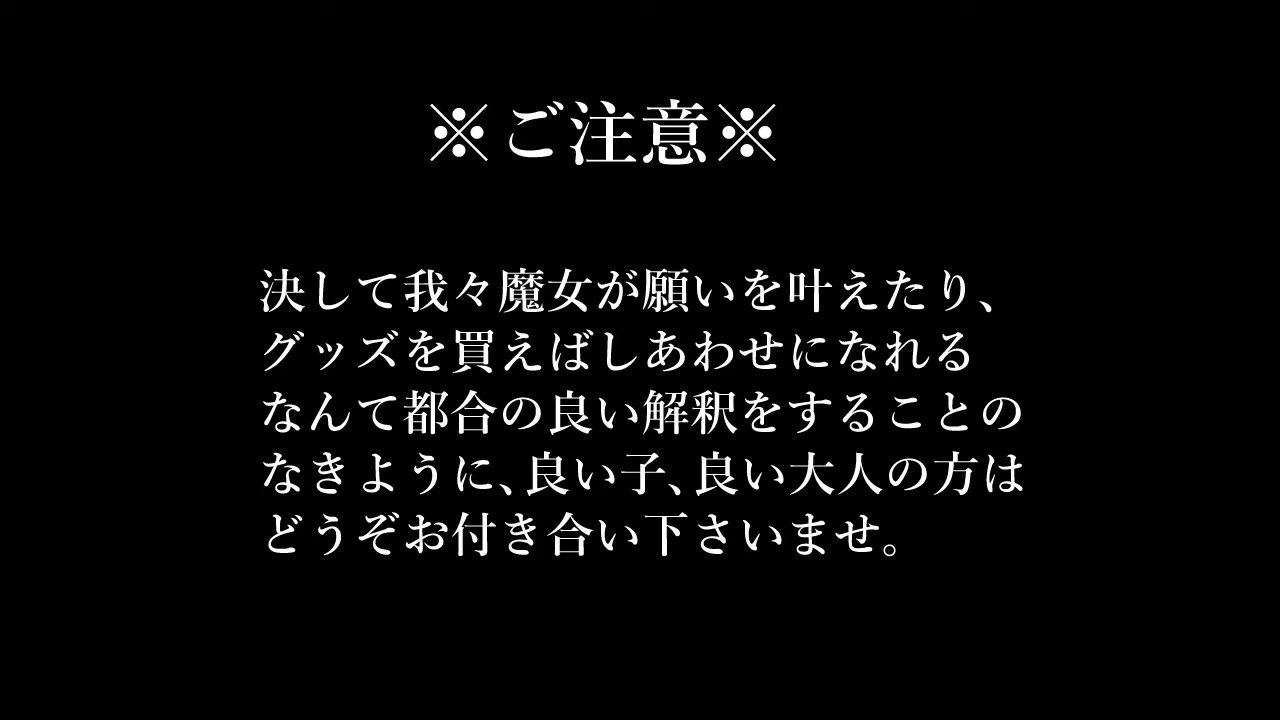 ※ご注意※
決して我々魔女が願いを叶えたり、
グッズを買えばしあわせになれる
なんて都合の良い解釈をすることの
なきように、良い子、良い大人の方は
どうぞお付き合い下さいませ。